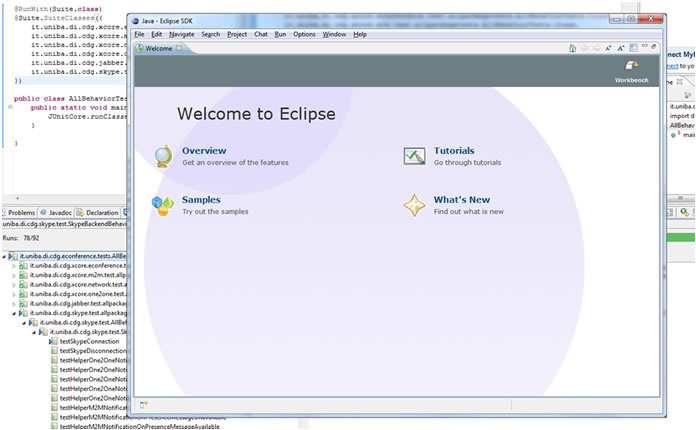 @RunWith(Suite.class)
@Suite.SuiteClasses({
it.uniba.di.cdg.xcore.
it.uniba.di.cdg.xcore.
it.uniba.di.cdg.xcore.
it.uniba.di.cdg.xcore.
it.uniba.di.cdg.jabber.
it.uniba.di.cdg.skype.t
})
public class AllBehaviorTes
public static void main
JUnitCore.runClasse
}
}
Java - Eclipse SDK
File Edit Navigate Search Project Chat Run Options Window Help
Welcome
Workbench
Welcome to Eclipse
Overview
Get an overview of the features
Tutorials
Go through tutorials
Samples
Try out the samples
What's New
Find out what is new
nnect My
to you
it.uniba.d
import d
AllBehav
mai
Problems Javadoc Declaration
uniba.di.cdg.skype.test.SkypeBackendBehavi
Runs: 78/92
it.uniba.di.cdg.econference.tests.AllBe
it.uniba.di.cdg.xcore.econference.t
it.uniba.di.cdg.xcore.m2m.test.allp
it.uniba.di.cdg.xcore.network.test.a
it.uniba.di.cdg.xcore.one2one.test.a
it.uniba.di.cdg.jabber.test.allpackag
it.uniba.di.cdg.skype.test.allpackage
it.uniba.di.cdg.skype.test.AllBe
it.uniba.di.cdg.skype.test.Sk
testSkypeConnection
testSkypeDisconnection
testHelperOne2OneNoti
testHelperOne2OneNoti
testHelperOne2OneNoti
testHelperOne2OneNoti
testHelperM2MNotificat
testHelperM2MNotificationOnPresenceMessageAvailable